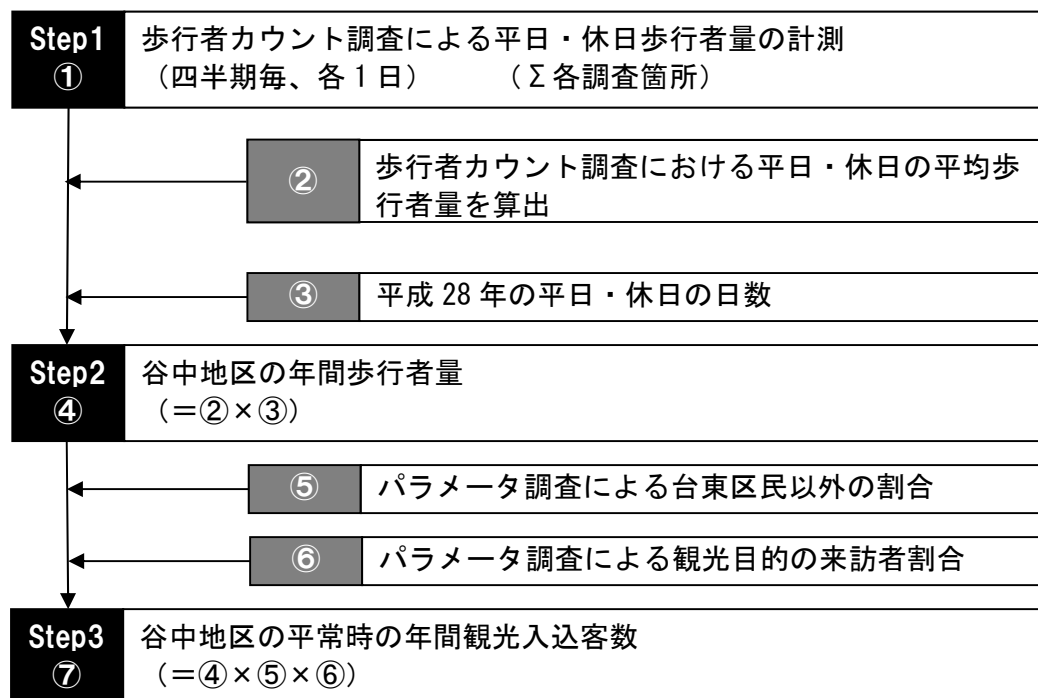 Step1 歩行者カウント調査による平日・休日歩行者量の計測
① （四半期毎、各１日）　　（Σ各調査箇所）
② 歩行者カウント調査における平日・休日の平均歩
行者量を算出
③ 平成 28 年の平日・休日の日数
Step2 谷中地区の年間歩行者量
④ （＝②×③）
⑤ パラメータ調査による台東区民以外の割合
⑥ パラメータ調査による観光目的の来訪者割合
Step3 谷中地区の平常時の年間観光入込客数
⑦ （＝④×⑤×⑥）